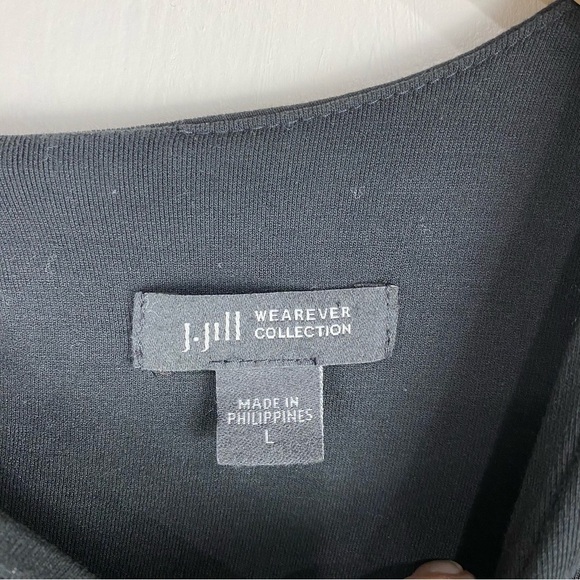 J.Jill WEAREVER
COLLECTION
MADE IN
PHILIPPINES
L